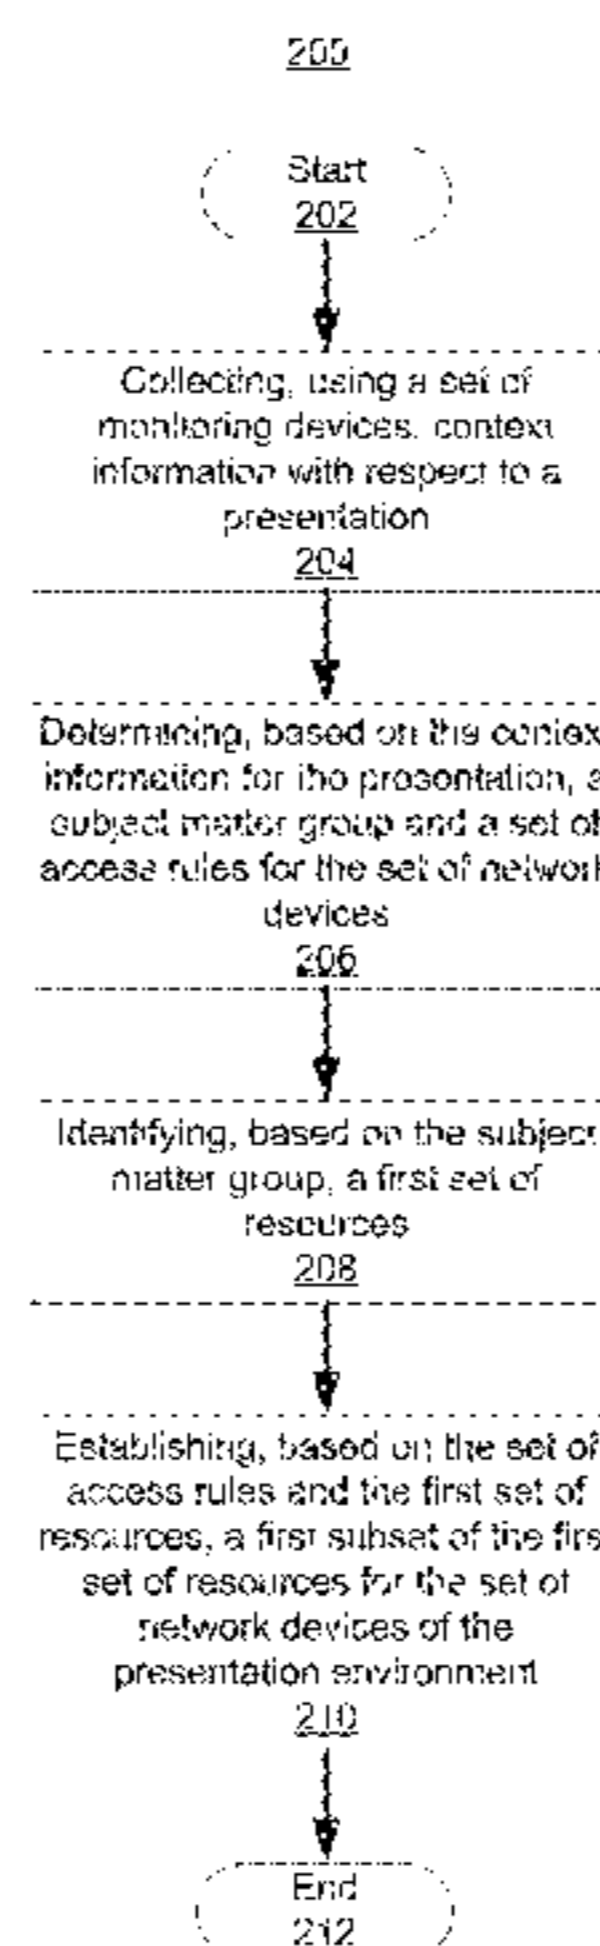 200
Start
202
Collecting, using a set of
monitoring devices, context
information with respect to a
presentation
204
Determining, based on the contex
information for the presentation, a
subject matter group and a set of
access rules for the set of network
devices
206
Identifying, based on the subject
matter group, a first set of
resources
208
Establishing, based on the set of
access rules and the first set of
resources, a first subset of the firs
set of resources for the set of
network devices of the
presentation environment
210
End
212